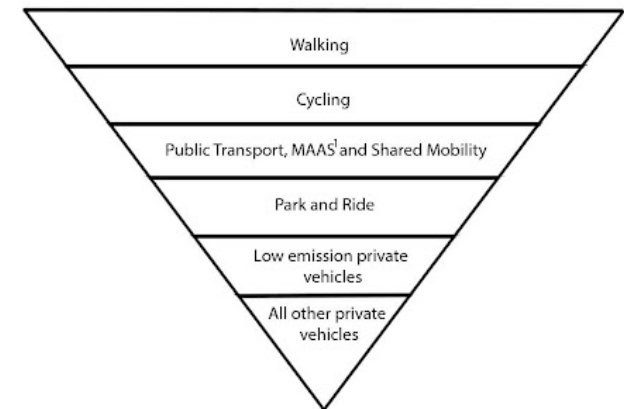 Walking
Cycling
Public Transport, MAAS¹ and Shared Mobility
Park and Ride
Low emission private
vehicles
All other private
vehicles